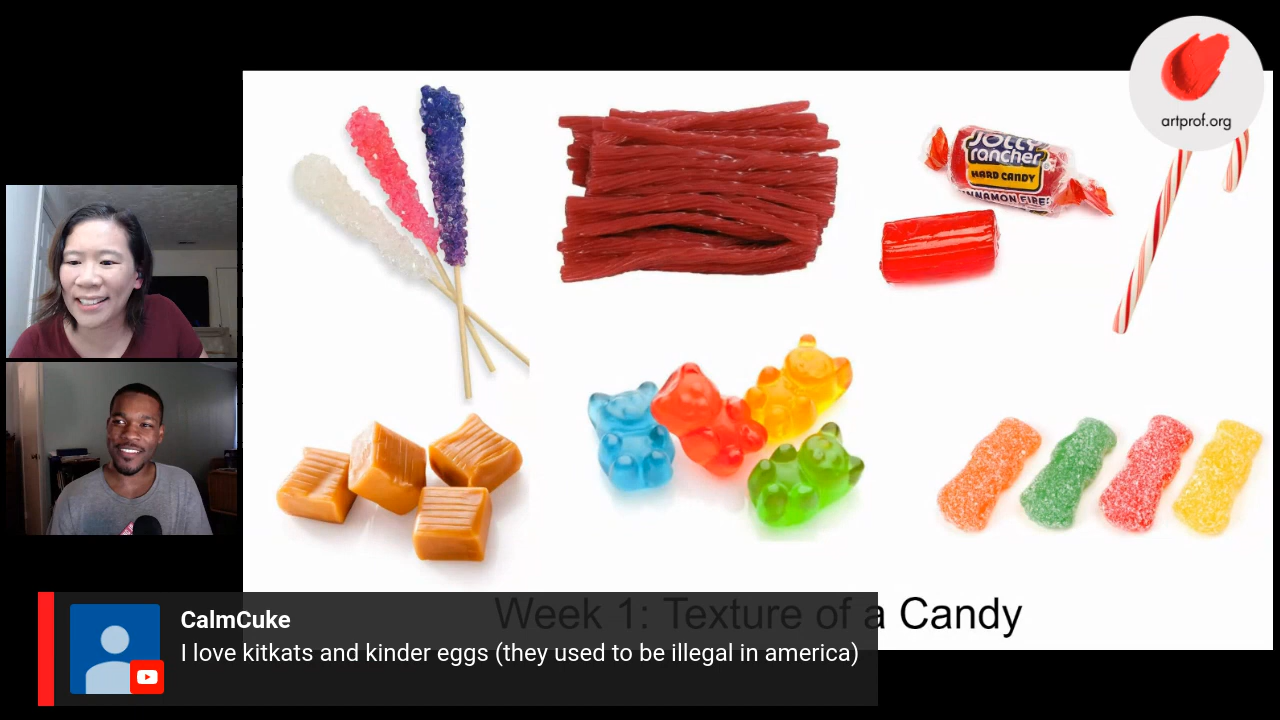 artprof.org
JOLLY
rancher
HARD CANDY
CINNAMON FIRE
Week 1: Texture of a Candy
CalmCuke
I love kitkats and kinder eggs (they used to be illegal in america)